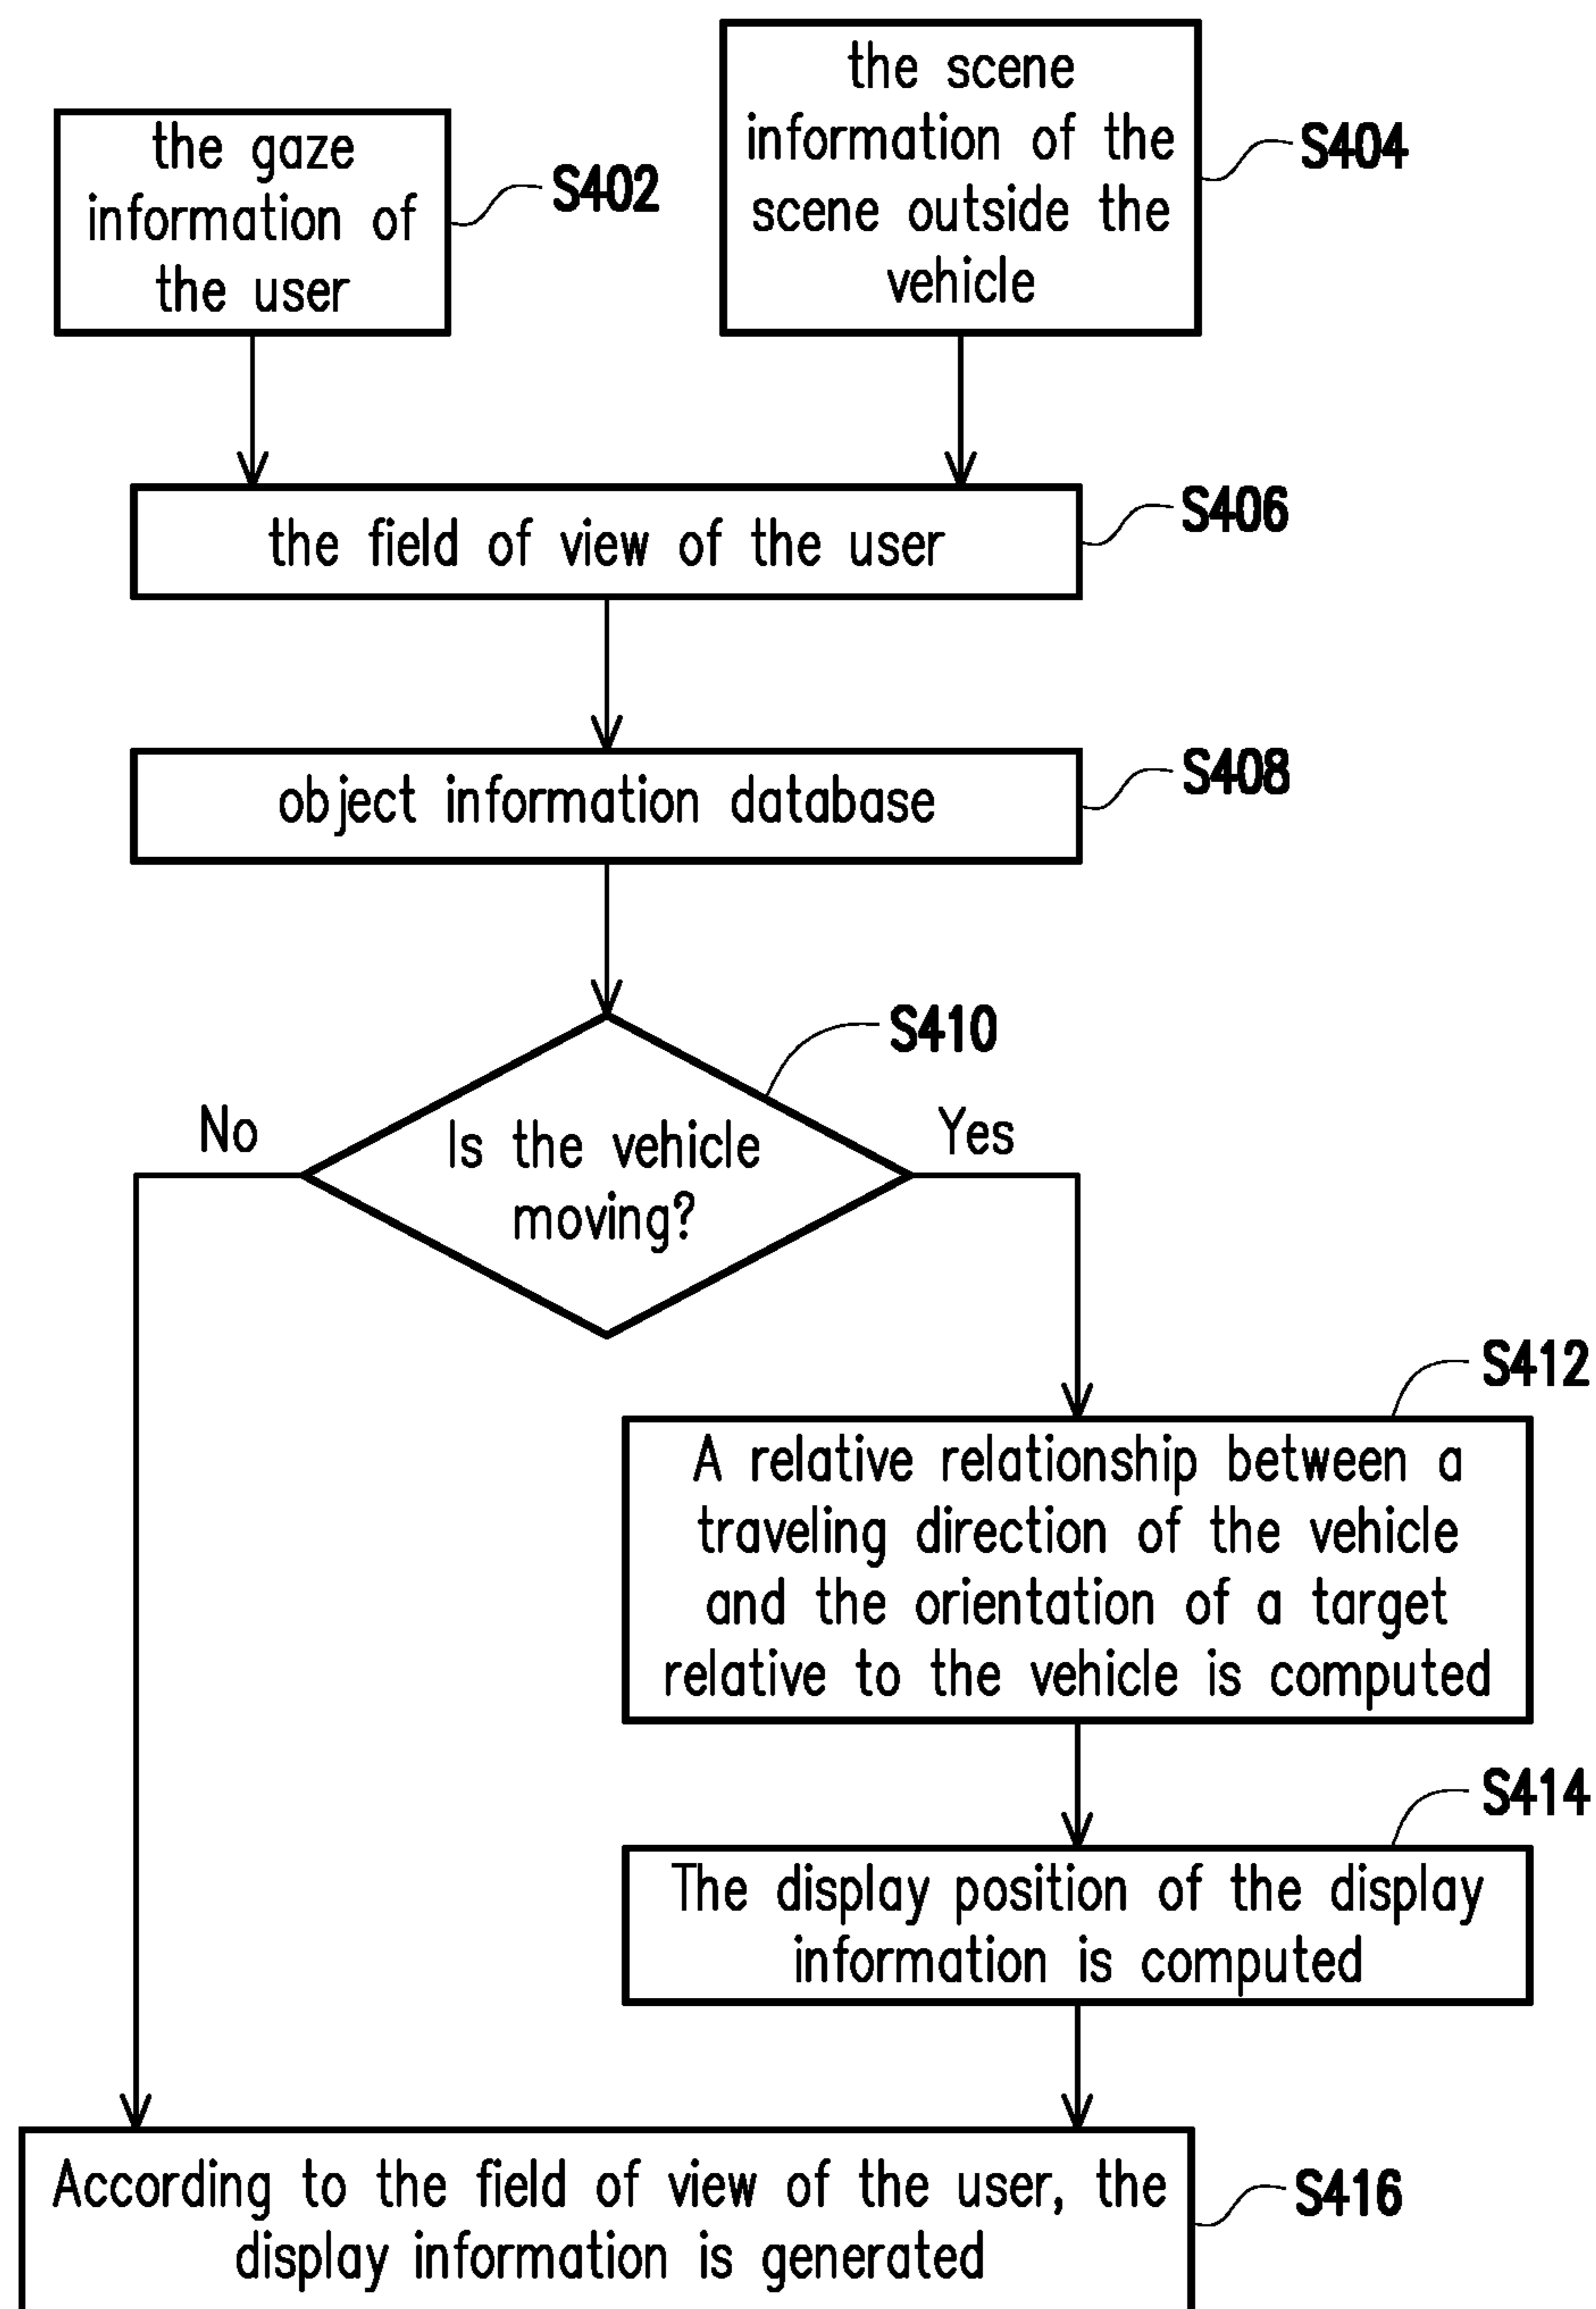 the gaze
information of
the user
S402
the scene
information of the
scene outside the
vehicle
S404
the field of view of the user
S406
object information database
S408
Is the vehicle
moving?
S410
No
Yes
A relative relationship between a
traveling direction of the vehicle
and the orientation of a target
relative to the vehicle is computed
S412
The display position of the display
information is computed
S414
According to the field of view of the user, the
display information is generated
S416